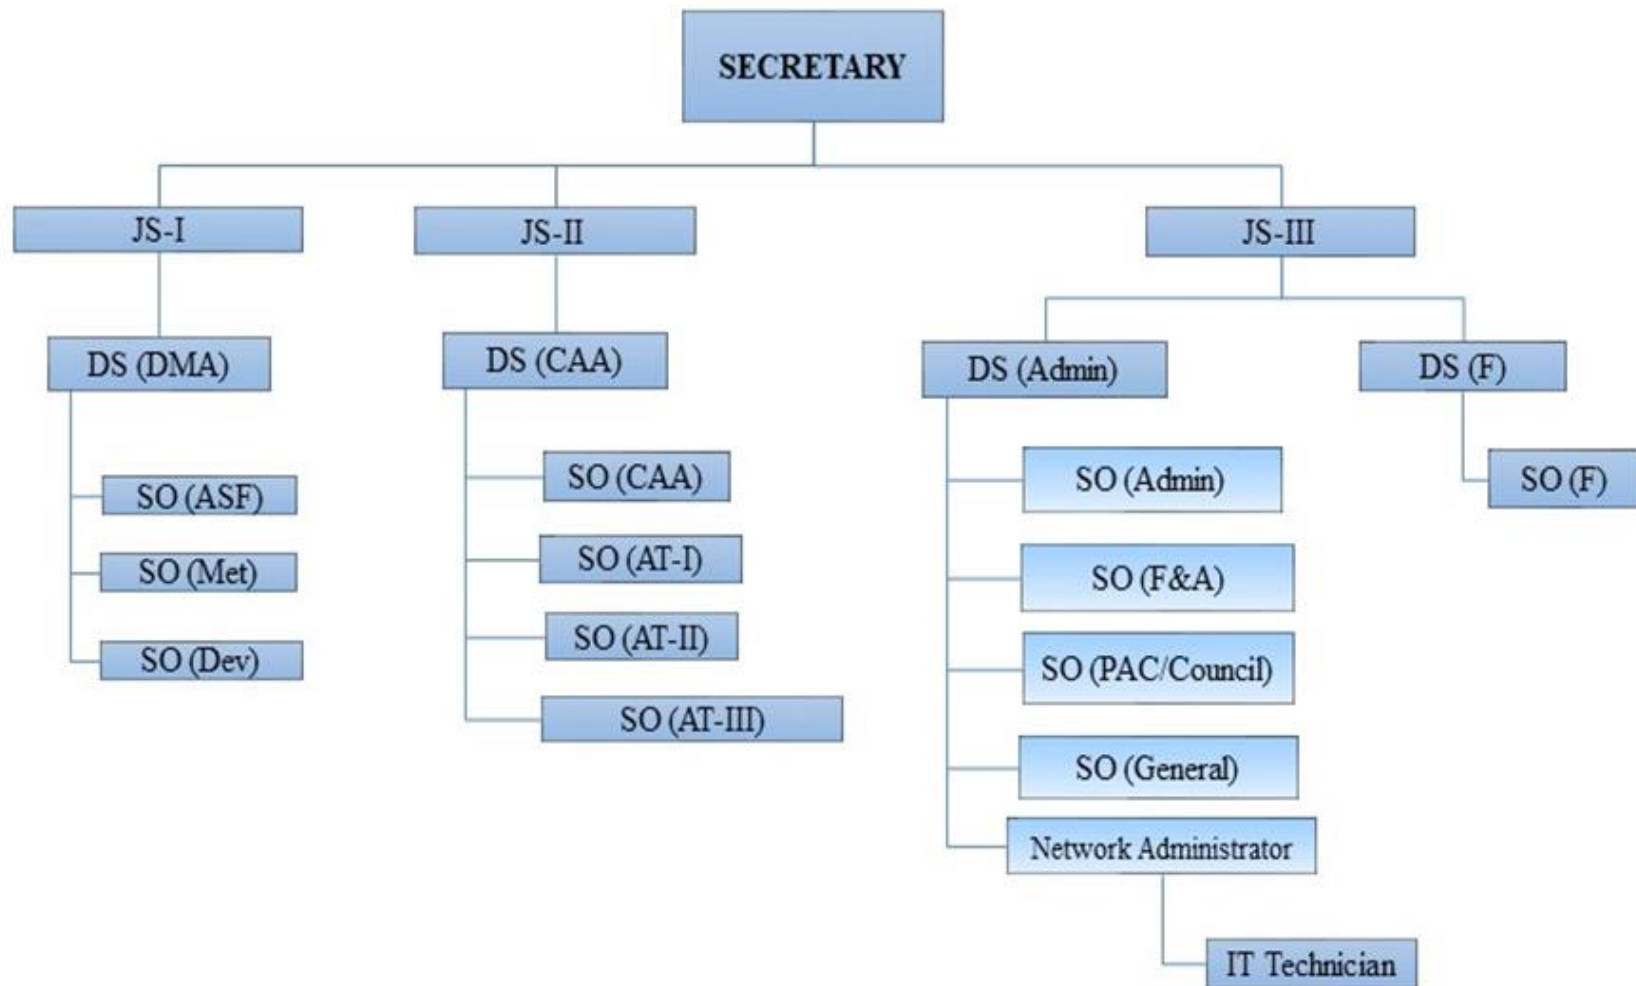 SECRETARY
JS-I
JS-II
JS-III
DS (DMA)
DS (CAA)
DS (Admin)
DS (F)
SO (ASF)
SO (Met)
SO (Dev)
SO (CAA)
SO (AT-I)
SO (AT-II)
SO (AT-III)
SO (Admin)
SO (F&A)
SO (PAC/Council)
SO (General)
Network Administrator
IT Technician
SO (F)